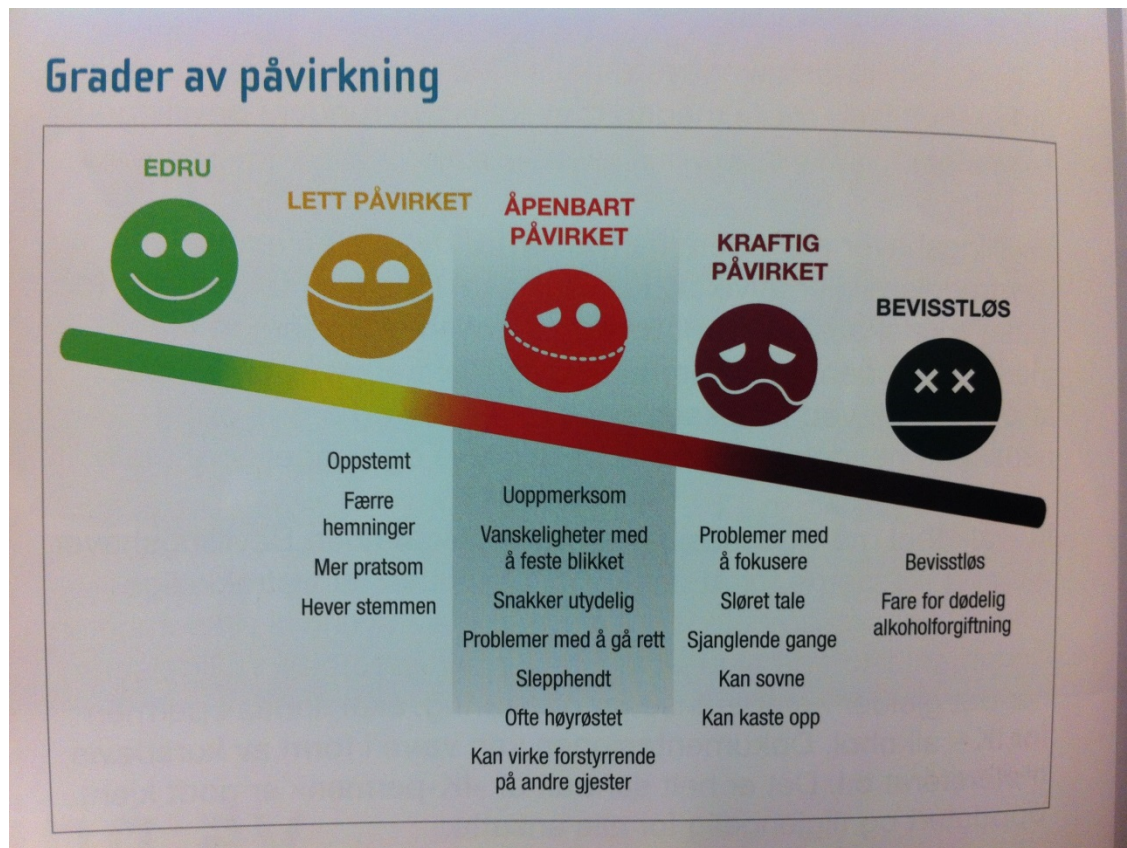 Grader av påvirkning
EDRU
LETT PÅVIRKET
ÅPENBART
PÅVIRKET
KRAFTIG
PÅVIRKET
BEVISSTLØS
Oppstemt
Færre
hemninger
Mer pratsom
Hever stemmen
Uoppmerksom
Vanskeligheter med
å feste blikket
Snakker utydelig
Problemer med å gå rett
Slepphendt
Ofte høyrøstet
Kan virke forstyrrende
på andre gjester
Problemer med
å fokusere
Sløret tale
Sjanglende gange
Kan sovne
Kan kaste opp
Bevisstløs
Fare for dødelig
alkoholforgiftning